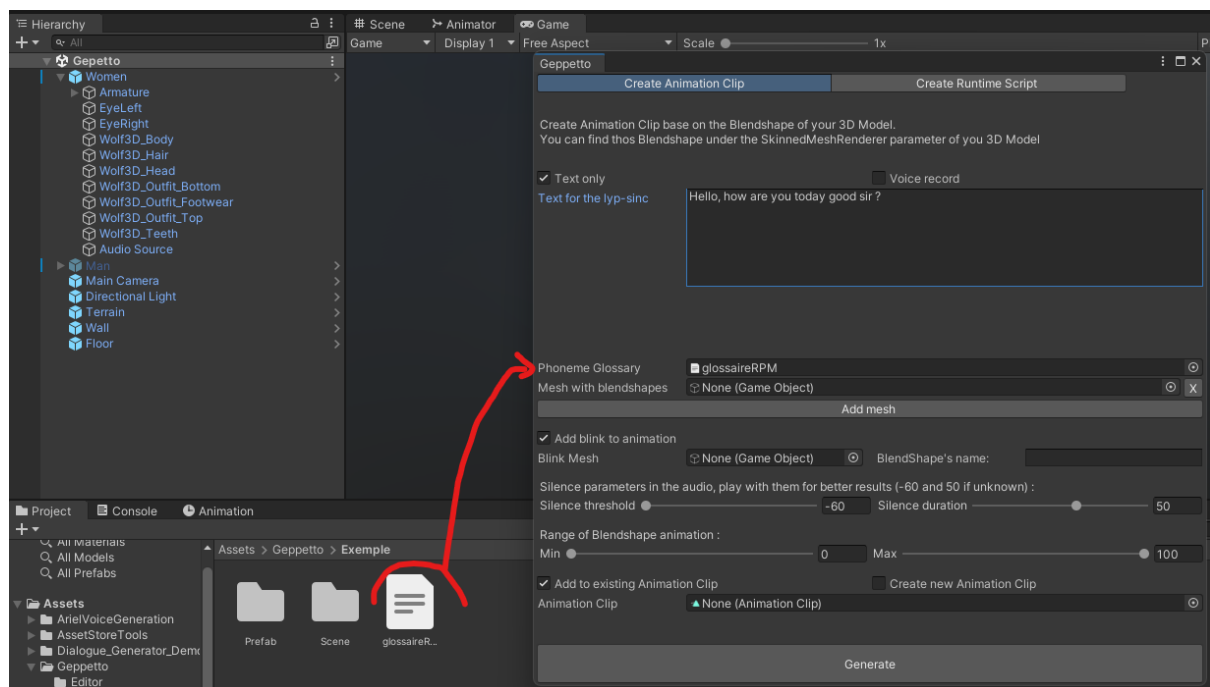 Hierarchy
All
Gepetto
Women
Armature
EyeLeft
EyeRight
Wolf3D_Body
Wolf3D_Hair
Wolf3D_Head
Wolf3D_Outfit_Bottom
Wolf3D_Outfit_Footwear
Wolf3D_Outfit_Top
Wolf3D_Teeth
Audio Source
Man
Main Camera
Directional Light
Terrain
Wall
Floor
Scene Animator Game
Game Display 1 Free Aspect Scale 1x P
Geppetto
Create Animation Clip Create Runtime Script
Create Animation Clip base on the Blendshape of your 3D Model.
You can find thos Blendshape under the SkinnedMeshRenderer parameter of you 3D Model
Text only Voice record
Text for the lyp-sinc Hello, how are you today good sir ?
Phoneme Glossary glossaireRPM
Mesh with blendshapes None (Game Object) X
Add mesh
Add blink to animation
Blink Mesh None (Game Object) BlendShape's name:
Silence parameters in the audio, play with them for better results (-60 and 50 if unknown) :
Silence threshold -60 Silence duration 50
Range of Blendshape animation :
Min 0 Max 100
Add to existing Animation Clip Create new Animation Clip
Animation Clip None (Animation Clip)
Generate
Project Console Animation
All Materials
All Models
All Prefabs
Assets
ArielVoiceGeneration
AssetStoreTools
Dialogue_Generator_Demo
Geppetto
Editor
Assets > Geppetto > Exemple
Prefab Scene glossaireR...